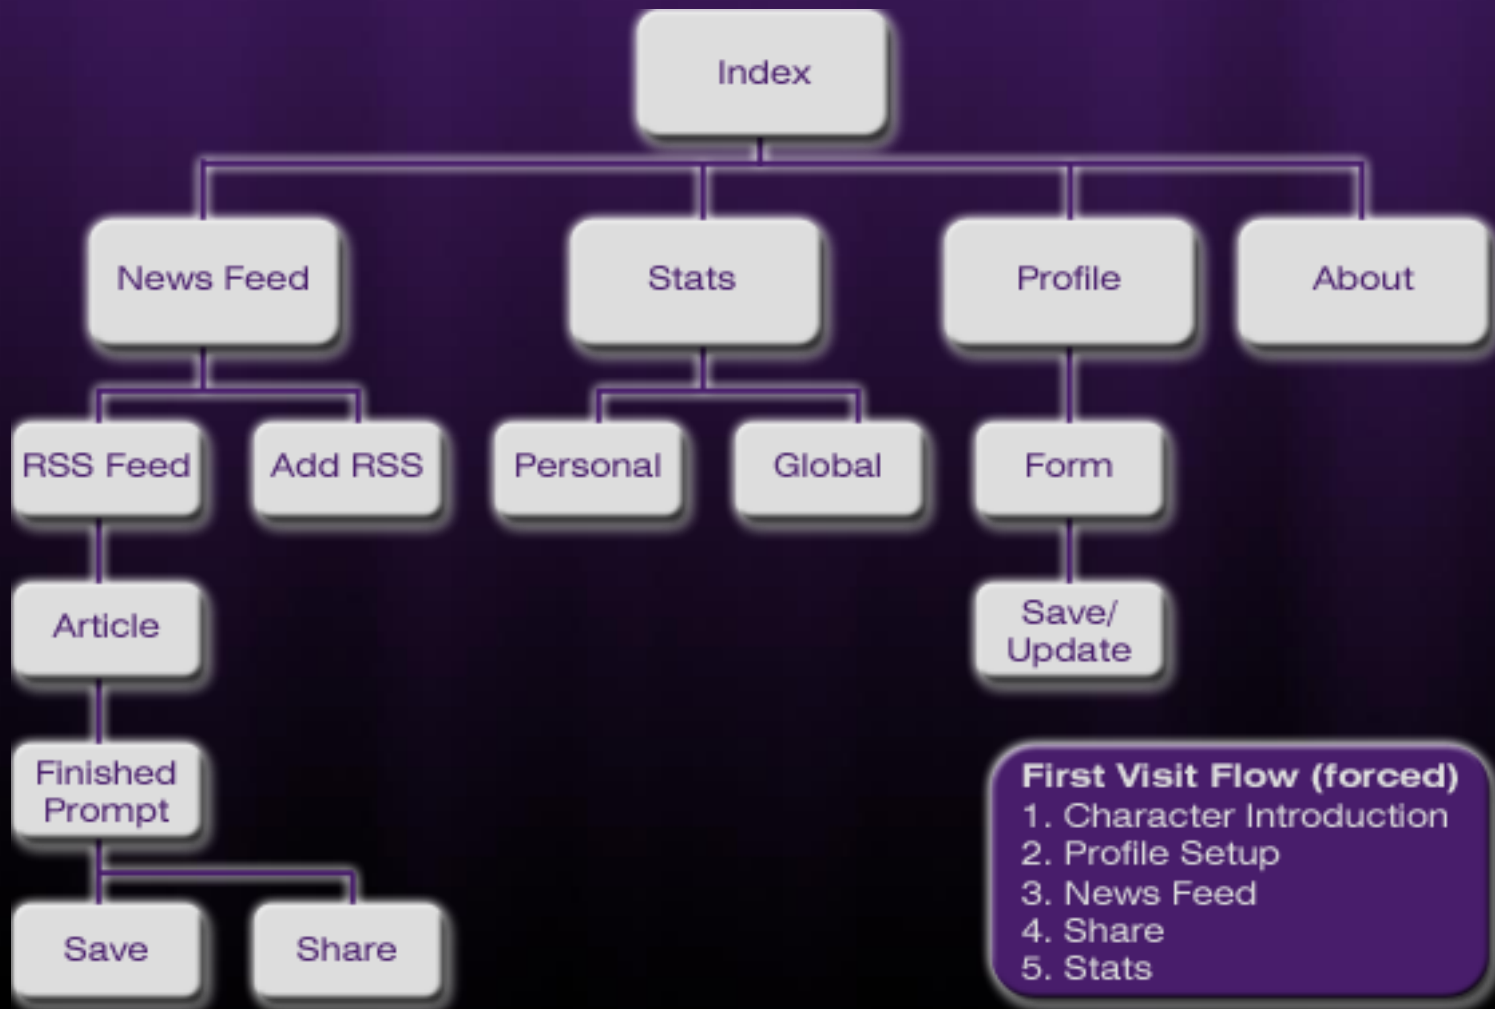 Index
News Feed
Stats
Profile
About
RSS Feed
Add RSS
Personal
Global
Form
Article
Save/
Update
Finished
Prompt
Save
Share
First Visit Flow (forced)
1. Character Introduction
2. Profile Setup
3. News Feed
4. Share
5. Stats